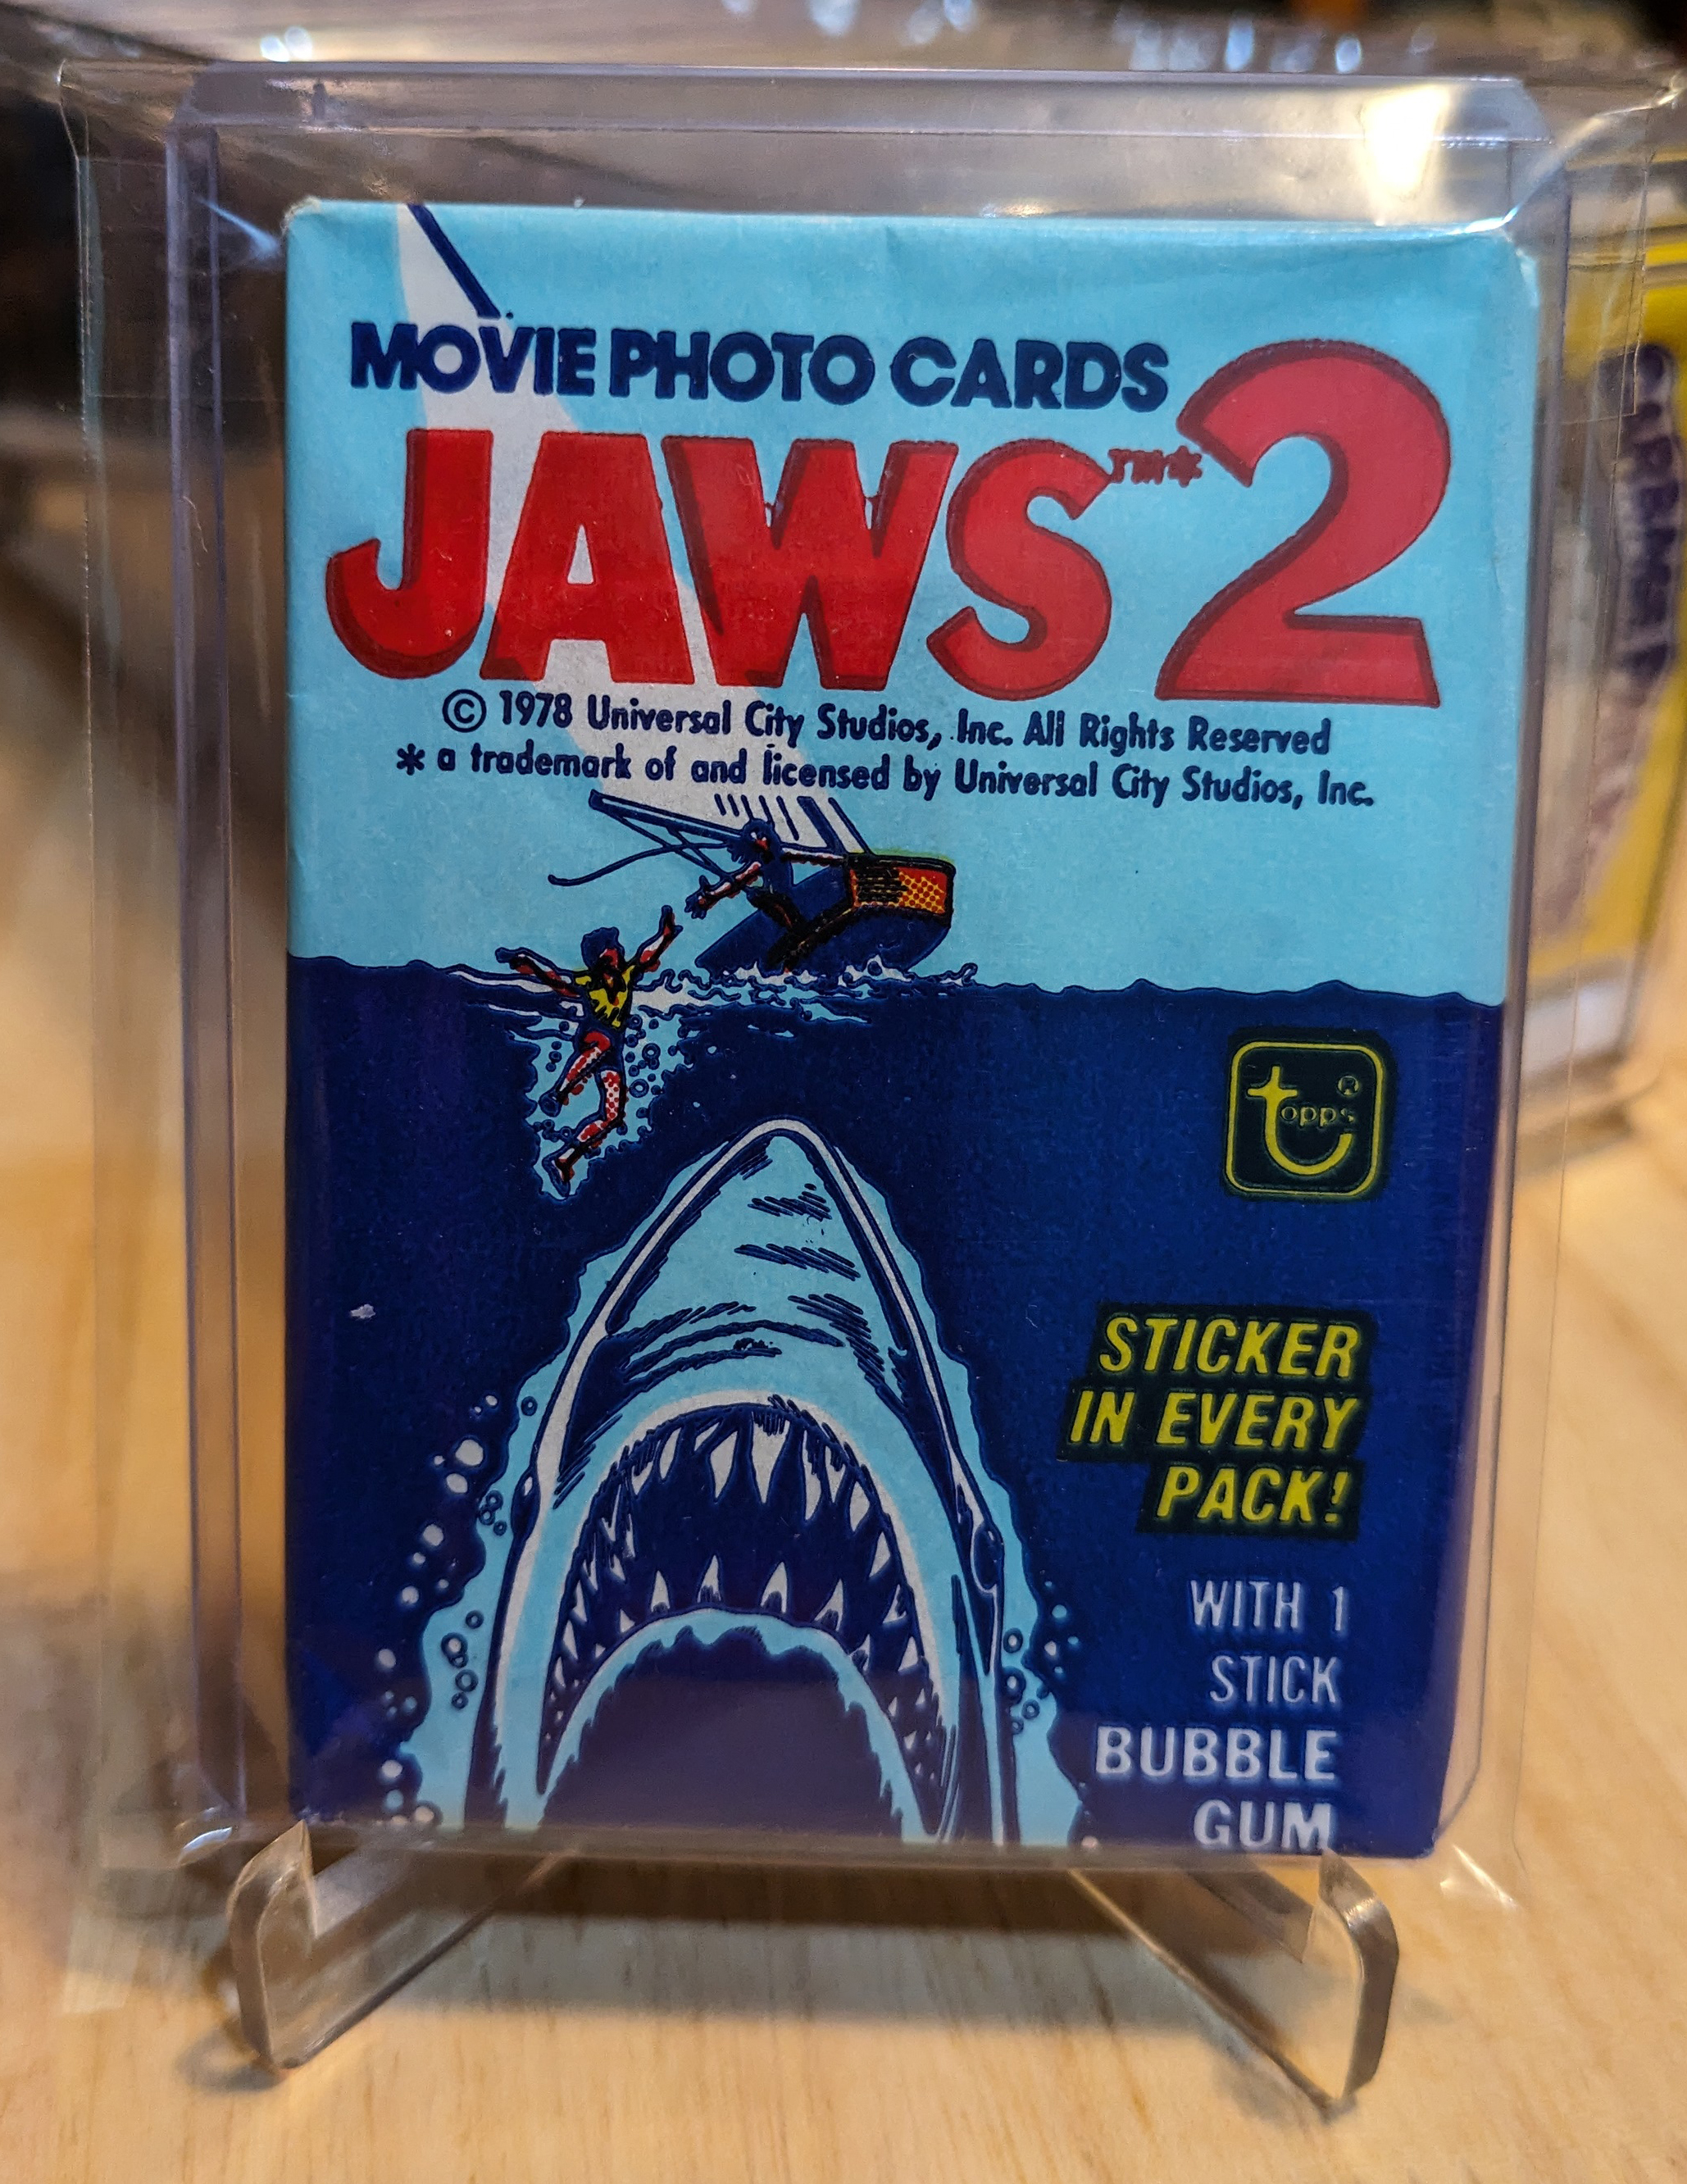 MOVIE PHOTO CARDS
JAWS™* 2
© 1978 Universal City Studios, Inc. All Rights Reserved
* a trademark of and licensed by Universal City Studios, Inc.
topps®
STICKER
IN EVERY
PACK!
WITH 1
STICK
BUBBLE
GUM